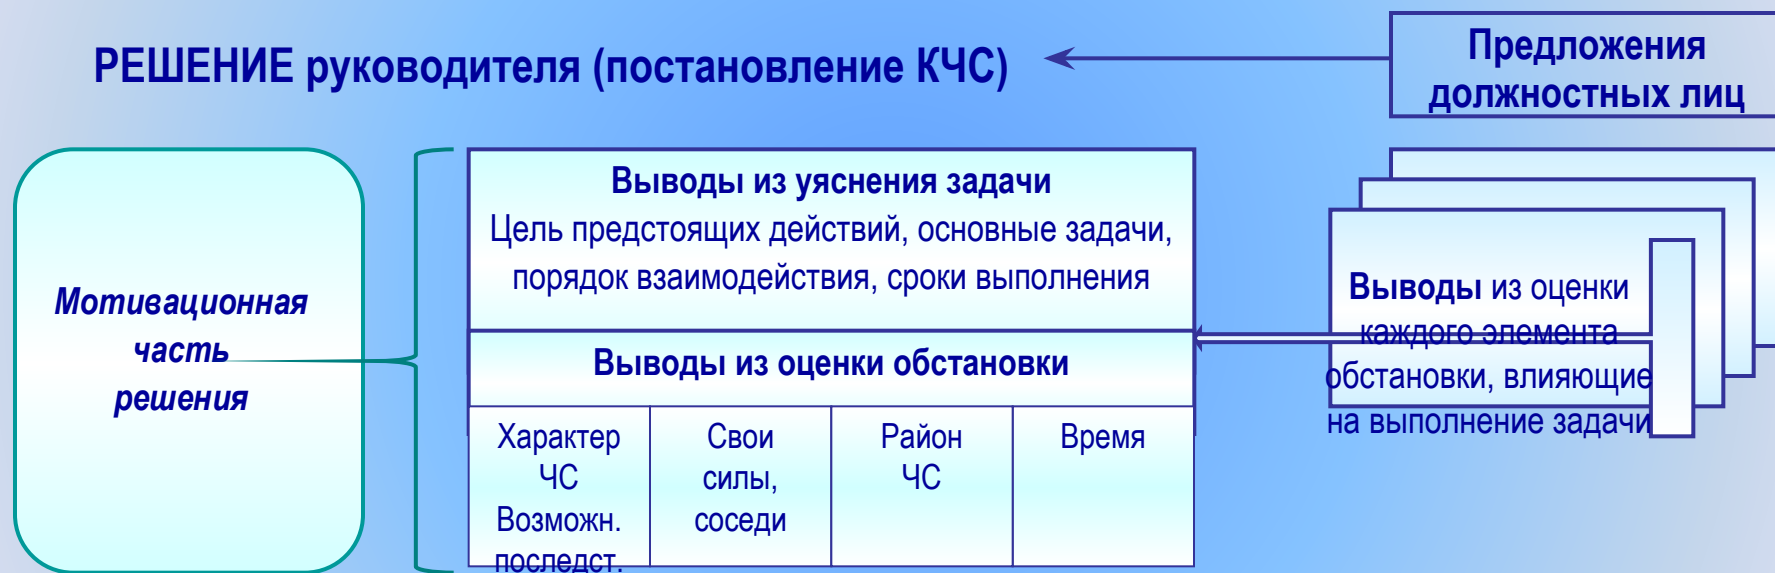 РЕШЕНИЕ руководителя (постановление КЧС)
Предложения
должностных лиц
Мотивационная
часть
решения
Выводы из уяснения задачи
Цель предстоящих действий, основные задачи,
порядок взаимодействия, сроки выполнения
Выводы из оценки обстановки
Характер
ЧС
Возможн.
последст.
Свои
силы,
соседи
Район
ЧС
Время
Выводы из оценки
каждого элемента
обстановки, влияющие
на выполнение задачи